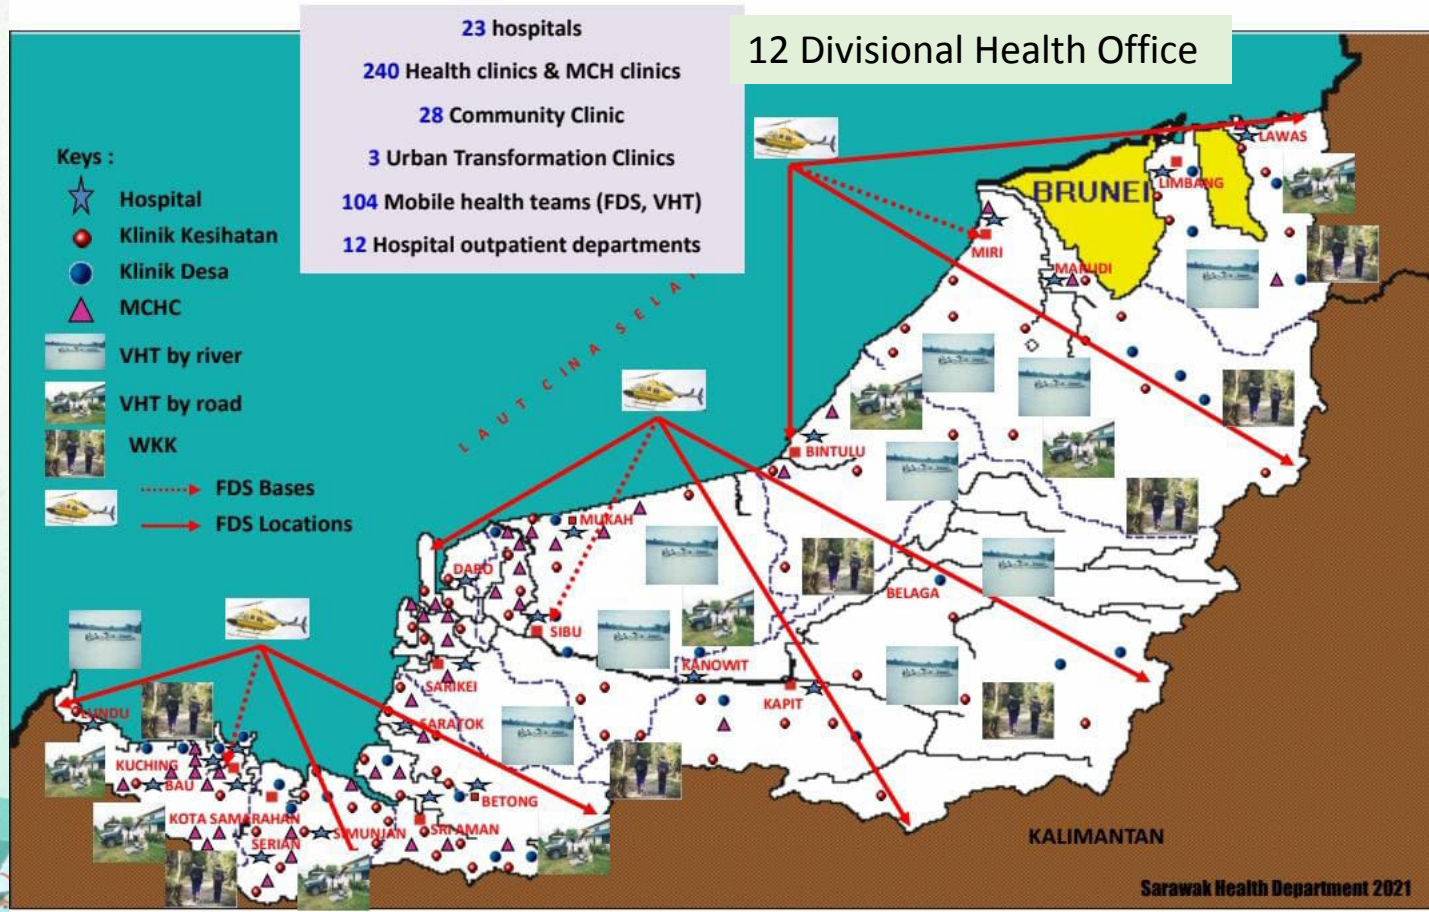 23 hospitals
240 Health clinics & MCH clinics
28 Community Clinic
3 Urban Transformation Clinics
104 Mobile health teams (FDS, VHT)
12 Hospital outpatient departments
12 Divisional Health Office
Keys :
Hospital
Klinik Kesihatan
Klinik Desa
MCHC
VHT by river
VHT by road
WKK
FDS Bases
FDS Locations
LAUT CINA SELA
BRUNEI
LAWAS
LIMBANG
MIRI
MARUDI
BINTULU
MUKAH
DARO
SIBU
BELAGA
KANOWIT
KAPIT
SARIKEI
SARATOK
LUNDU
KUCHING
BAU
BETONG
KOTA SAMARAHAN
SERIAN
SIMUNJAN
SRI AMAN
KALIMANTAN
Sarawak Health Department 2021